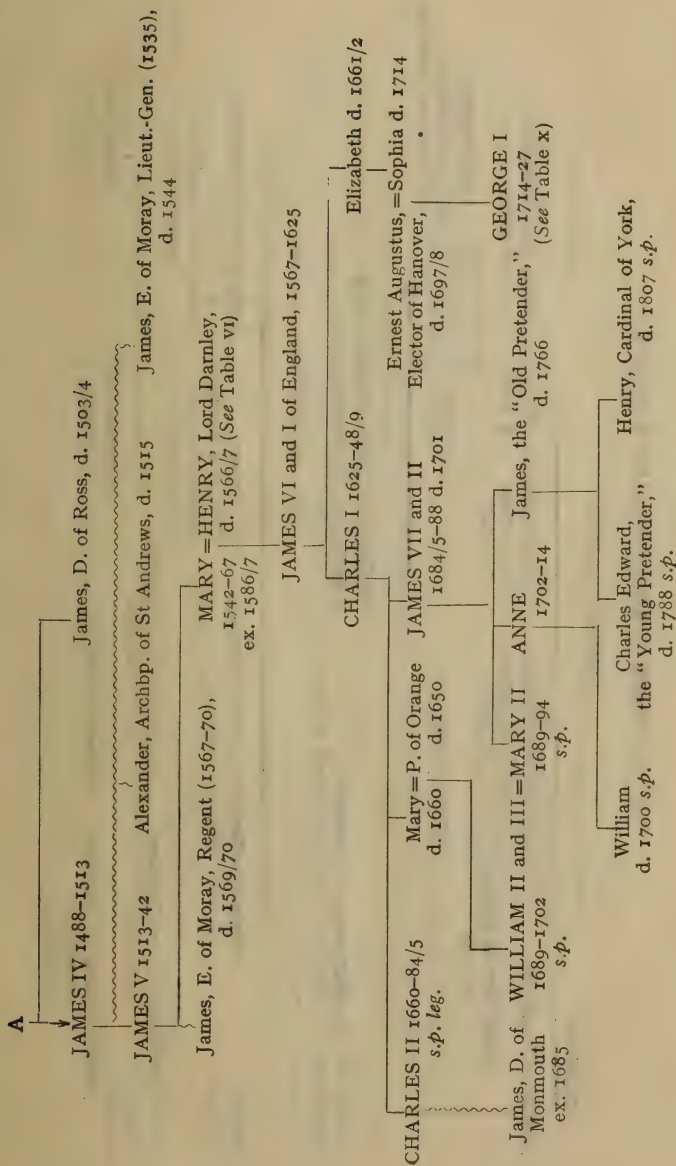 A
JAMES IV 1488–1513
James, D. of Ross, d. 1503/4
JAMES V 1513–42
Alexander, Archbp. of St Andrews, d. 1515
James, E. of Moray, Lieut.-Gen. (1535),
d. 1544
James, E. of Moray, Regent (1567–70),
d. 1569/70
MARY = HENRY, Lord Darnley,
1542–67
d. 1566/7 (See Table VI)
ex. 1586/7
JAMES VI and I of England, 1567–1625
CHARLES I 1625–48/9
Elizabeth d. 1661/2
CHARLES II 1660–84/5
s.p. leg.
Mary = P. of Orange
d. 1660
d. 1650
JAMES VII and II
1684/5–88 d. 1701
Ernest Augustus, = Sophia d. 1714
Elector of Hanover,
d. 1697/8
James, D. of
Monmouth
ex. 1685
WILLIAM II and III = MARY II
1689–1702
s.p.
1689–94
s.p.
ANNE
1702–14
James, the "Old Pretender,"
d. 1766
GEORGE I
1714–27
(See Table X)
William
d. 1700 s.p.
Charles Edward,
the "Young Pretender,"
d. 1788 s.p.
Henry, Cardinal of York,
d. 1807 s.p.